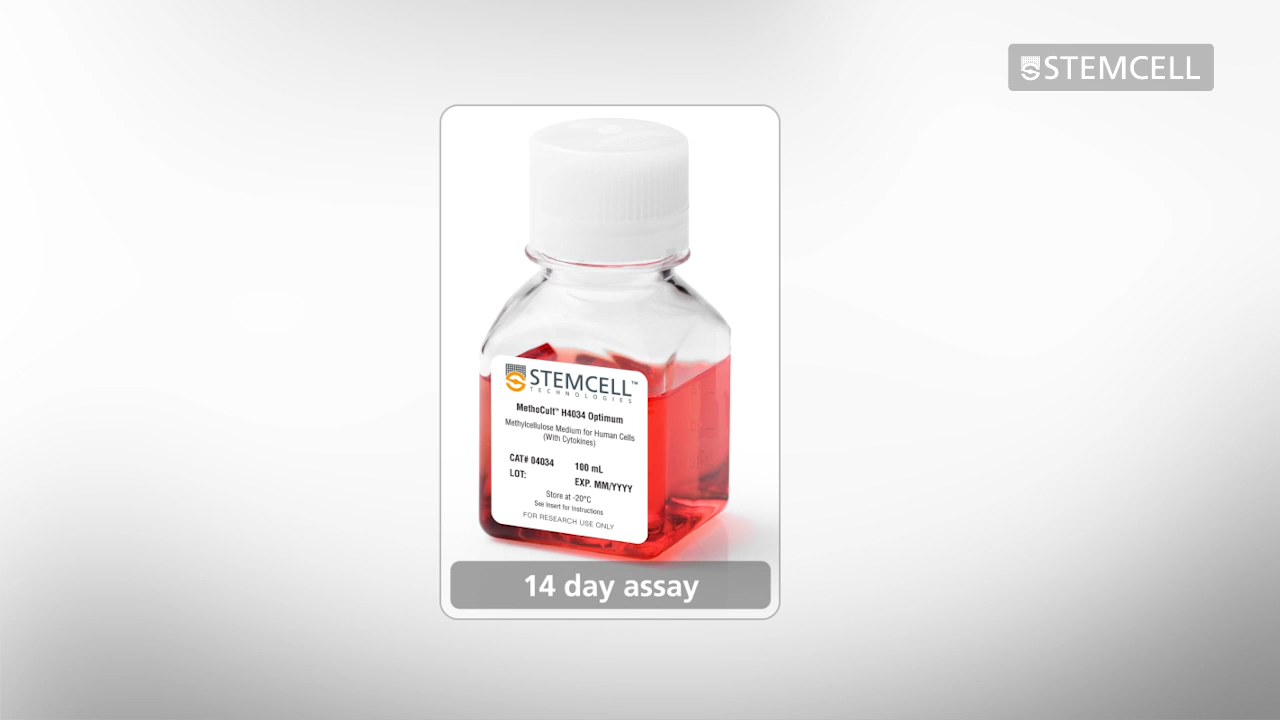 STEMCELL
STEMCELL™
TECHNOLOGIES
MethoCult™ H4034 Optimum
Methylcellulose Medium for Human Cells
(With Cytokines)
CAT# 04034 100 mL
LOT: EXP. MM/YYYY
Store at -20°C
See Insert for Instructions
FOR RESEARCH USE ONLY
14 day assay